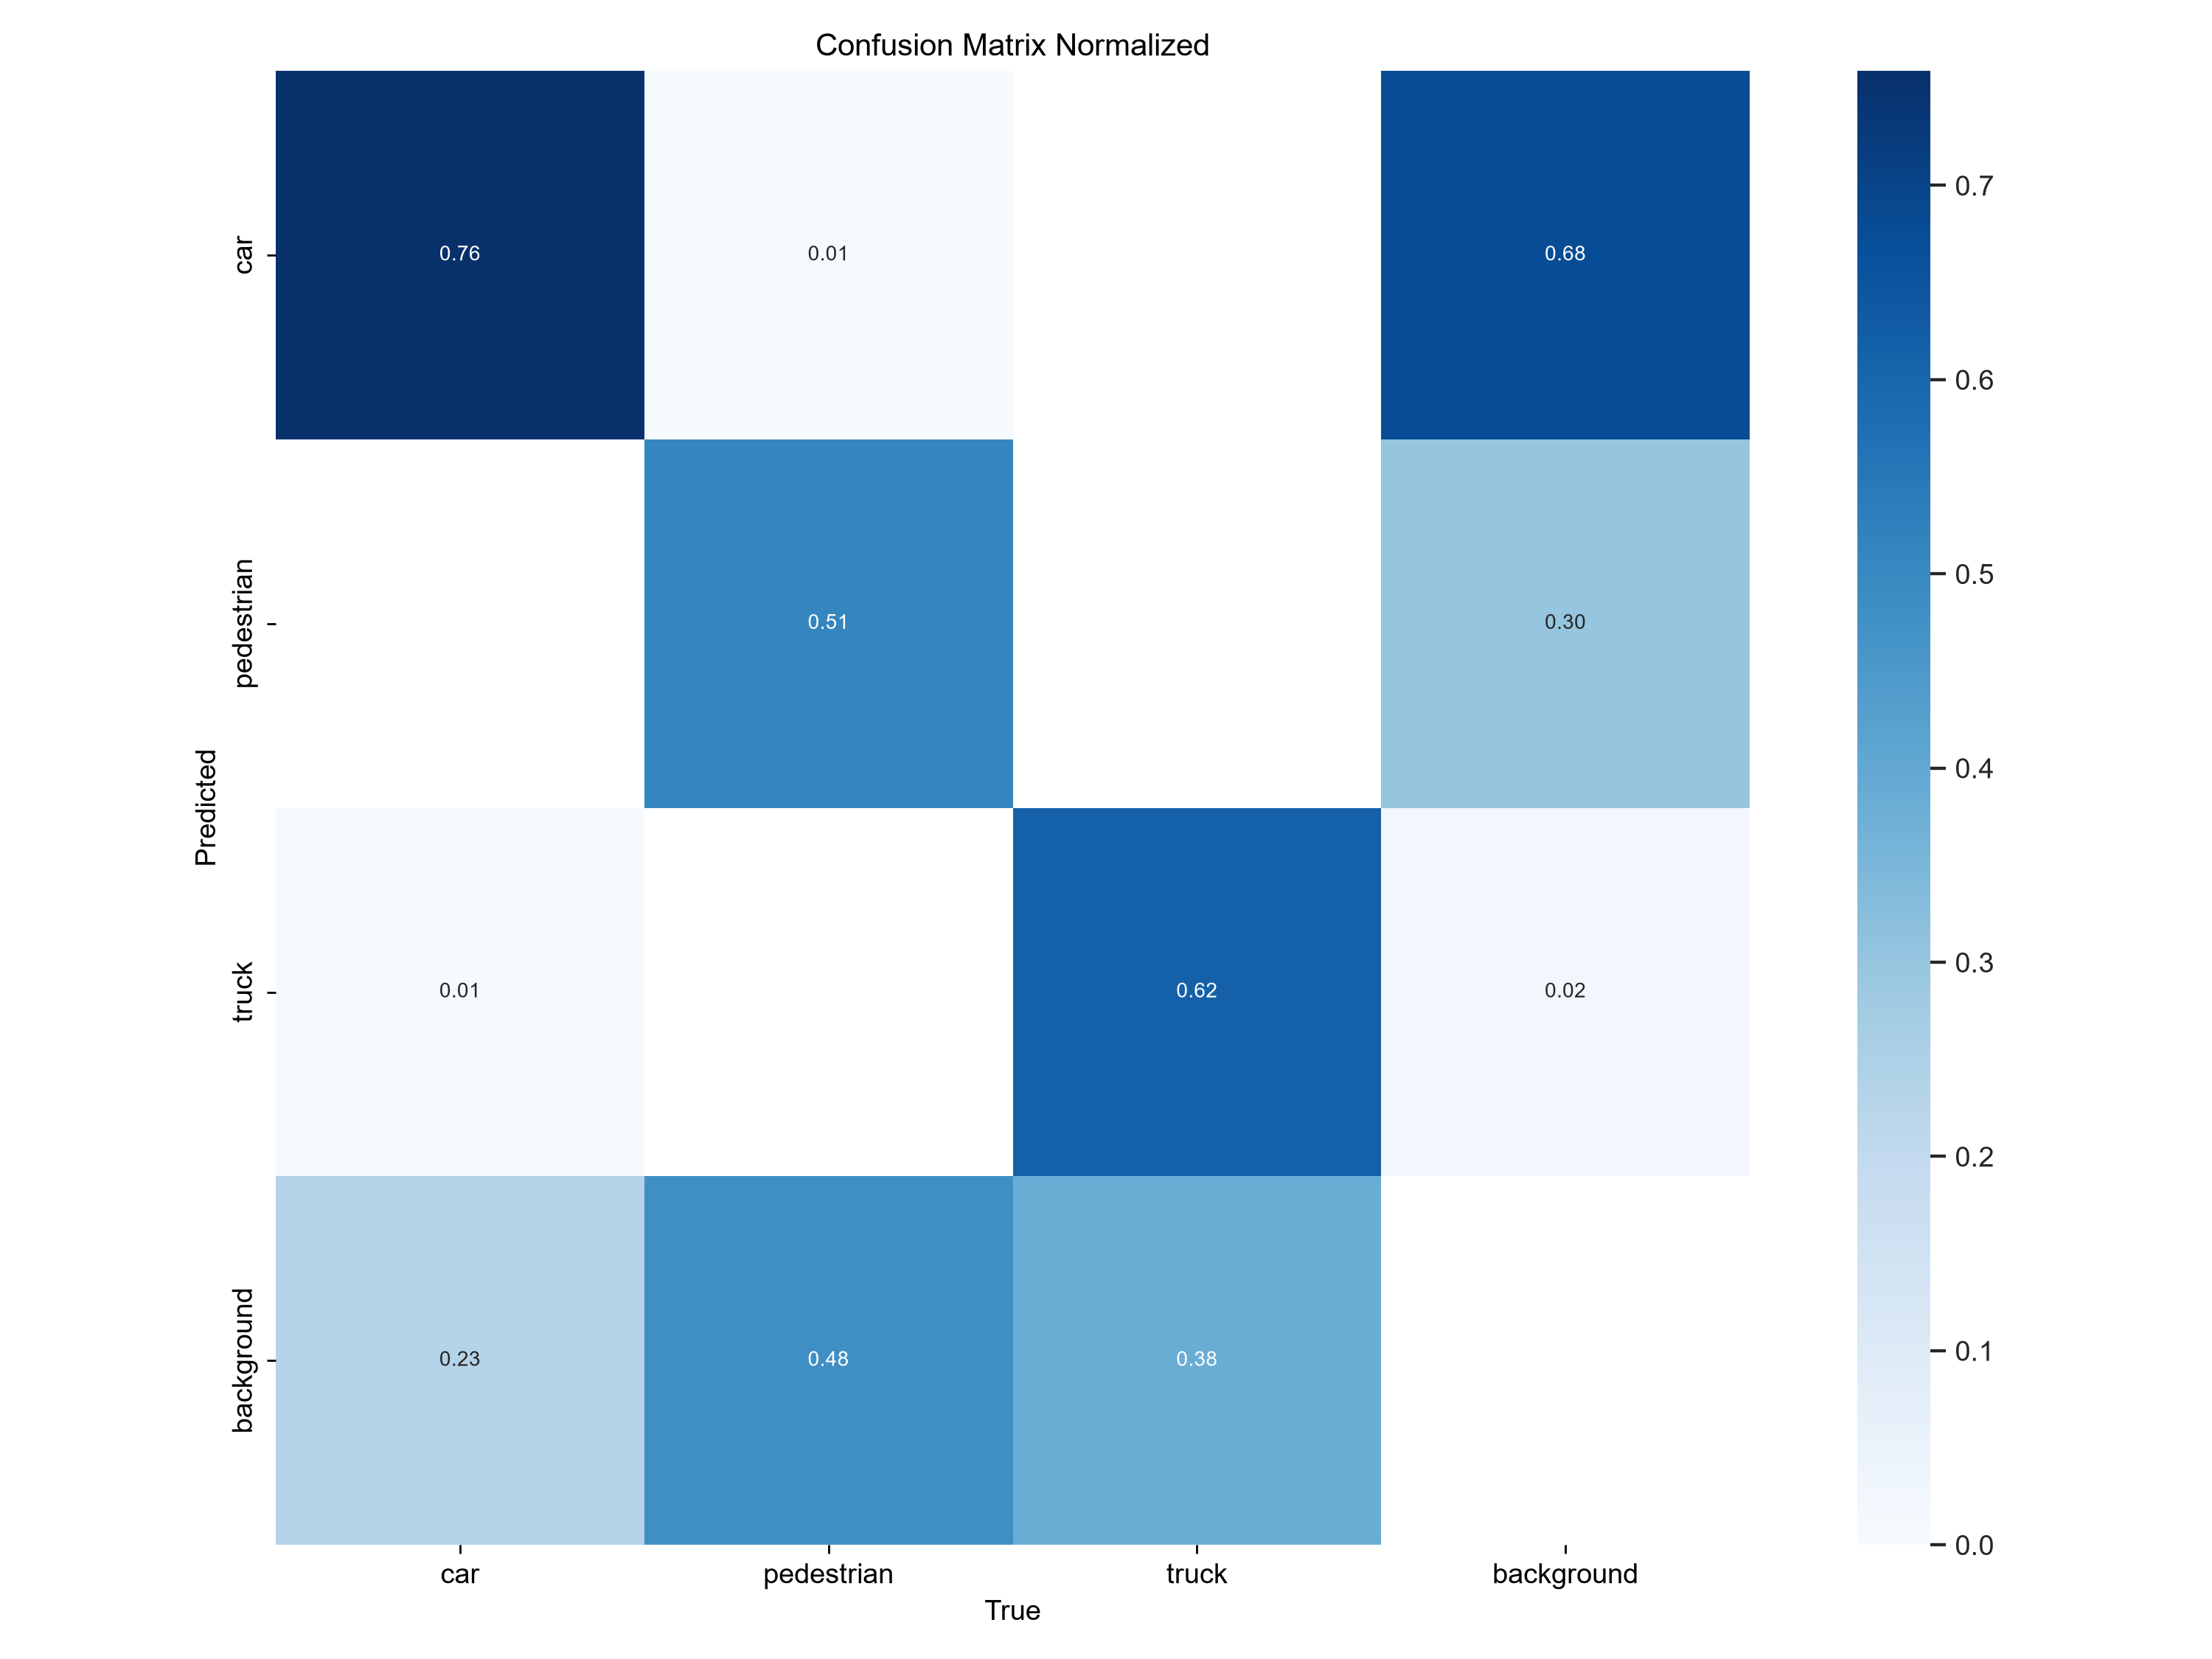 Confusion Matrix Normalized
car
0.76
0.01
0.68
pedestrian
0.51
0.30
Predicted
truck
0.01
0.62
0.02
background
0.23
0.48
0.38
car
pedestrian
truck
background
True
0.7
0.6
0.5
0.4
0.3
0.2
0.1
0.0